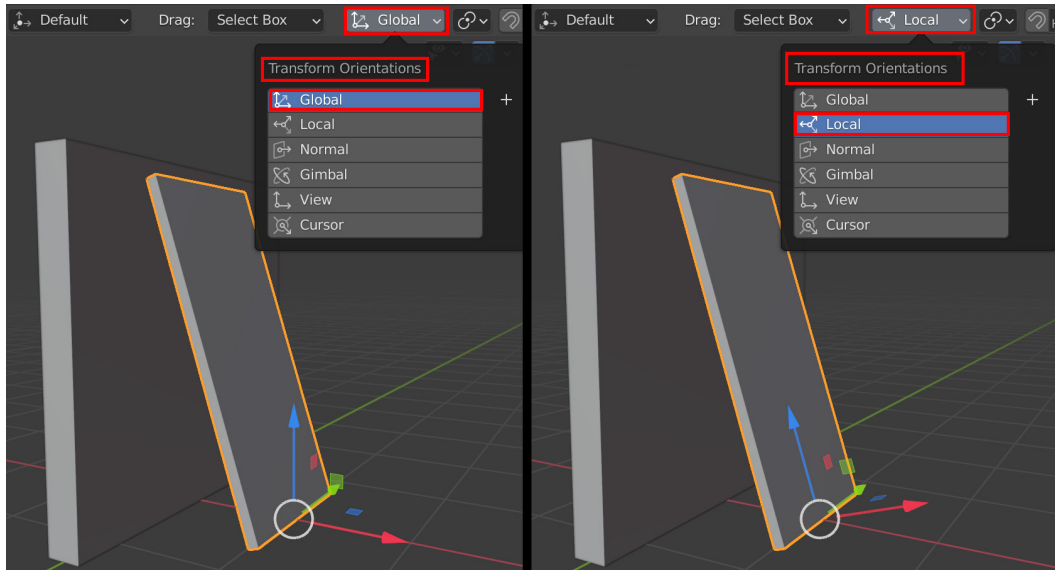 Default Drag: Select Box Global
Transform Orientations
Global
Local
Normal
Gimbal
View
Cursor
Default Drag: Select Box Local
Transform Orientations
Global
Local
Normal
Gimbal
View
Cursor